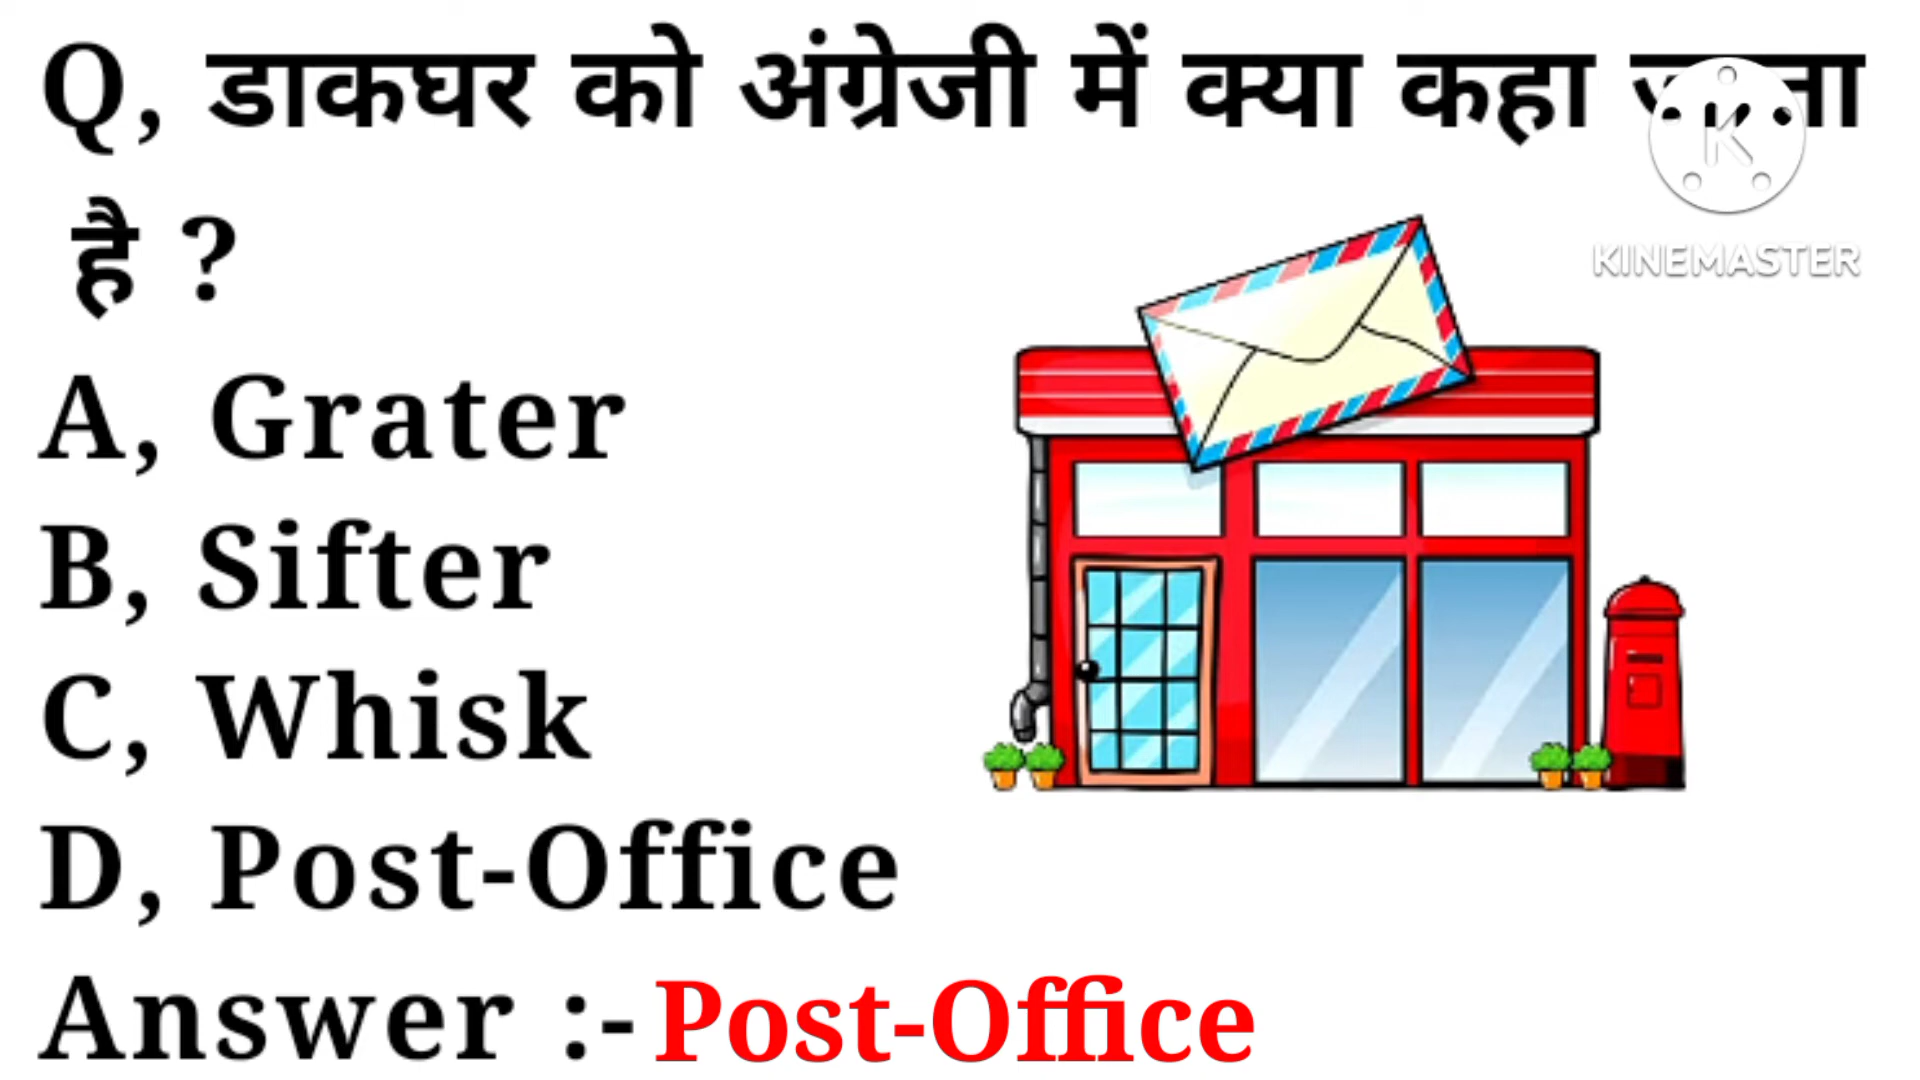 Q, डाकघर को अंग्रेजी में क्या कहा
है ?
A, Grater
B, Sifter
C, Whisk
D, Post-Office
Answer :- Post-Office
K
KINEMASTER